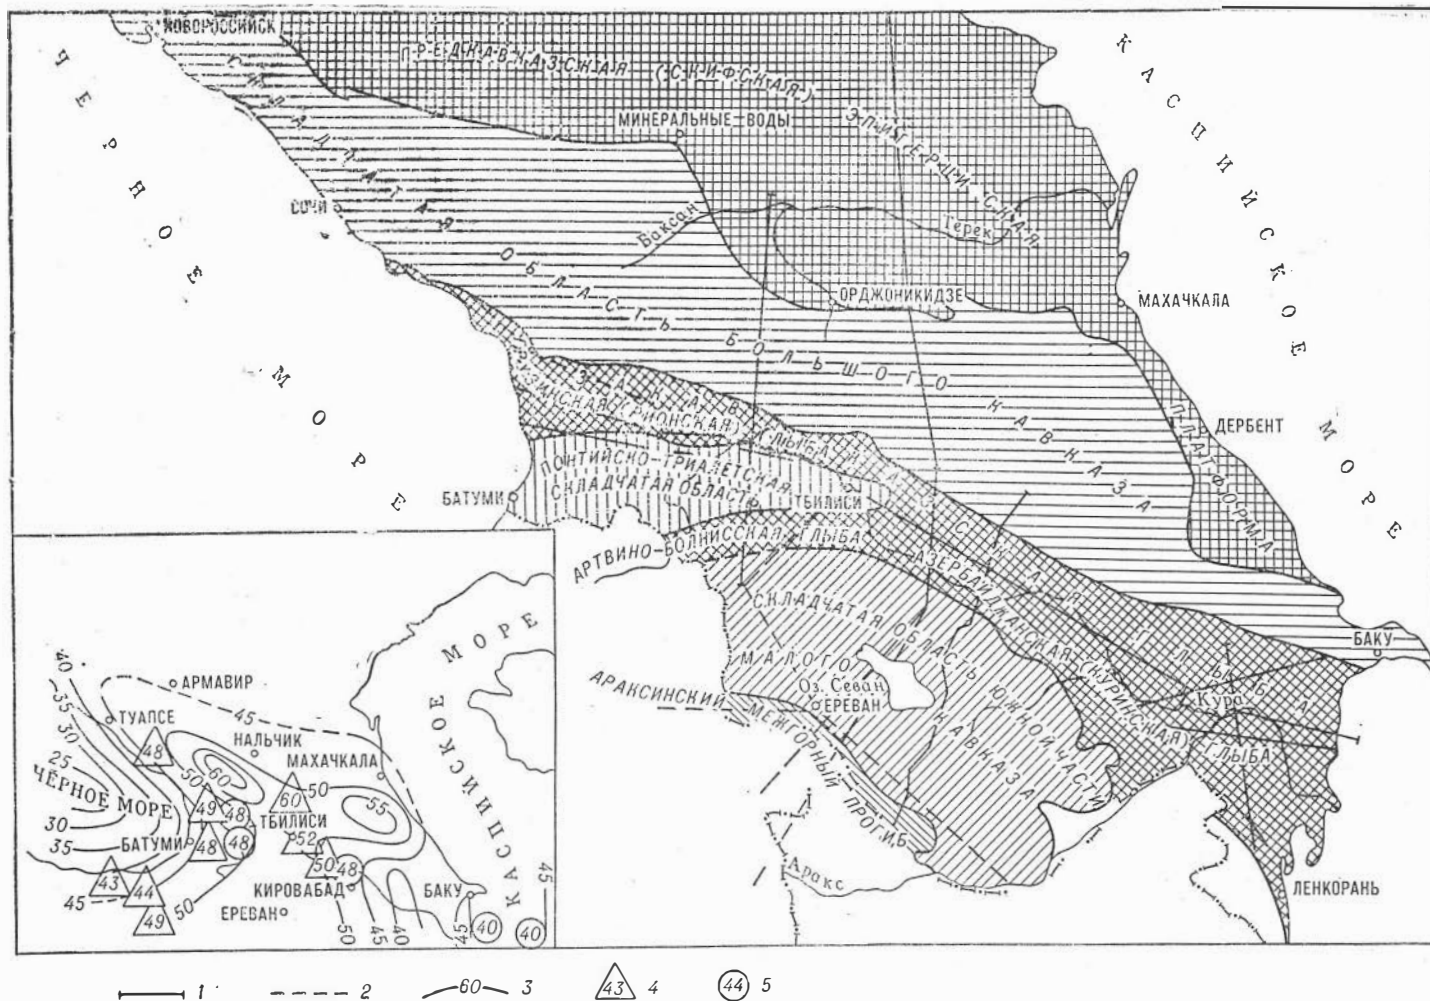 НОВОРОССИЙСК
ЧЕРНОЕ МОРЕ
КАСПИЙСКОЕ МОРЕ
ПРЕДКАВКАЗСКАЯ (СКИФСКАЯ) ЭПИГЕРЦИНСКАЯ ПЛАТФОРМА
МИНЕРАЛЬНЫЕ ВОДЫ
СКЛАДЧАТАЯ ОБЛАСТЬ БОЛЬШОГО КАВКАЗА
СОЧИ
Баксан
Терек
ОРДЖОНИКИДЗЕ
МАХАЧКАЛА
ДЕРБЕНТ
ЗАКАВКАЗСКАЯ ГЛЫБА
ГРУЗИНСКАЯ (РИОНСКАЯ) ГЛЫБА
ПОНТИЙСКО-ТРИАЛЕТСКАЯ
СКЛАДЧАТАЯ ОБЛАСТЬ
БАТУМИ
ТБИЛИСИ
АРТВИНО-БОЛНИССКАЯ ГЛЫБА
АЗЕРБАЙДЖАНСКАЯ (КУРИНСКАЯ) ГЛЫБА
СКЛАДЧАТАЯ ОБЛАСТЬ ЮЖНОЙ ЧАСТИ
МАЛОГО КАВКАЗА
Оз. Севан
ЕРЕВАН
АРАКСИНСКИЙ МЕЖГОРНЫЙ ПРОГИБ
Кура
БАКУ
Аракс
ЛЕНКОРАНЬ
КАСПИЙСКОЕ МОРЕ
40
35
30
25
АРМАВИР
45
ТУАПСЕ
48
НАЛЬЧИК
МАХАЧКАЛА
50
60
60
50
55
ЧЁРНОЕ МОРЕ
49
48
ТБИЛИСИ
52
30
35
БАТУМИ
48
48
50
48
43
44
45
49
50
КИРОВАБАД
ЕРЕВАН
БАКУ
50
45
40
45
40
40
45
1
2
60 3
43 4
44 5